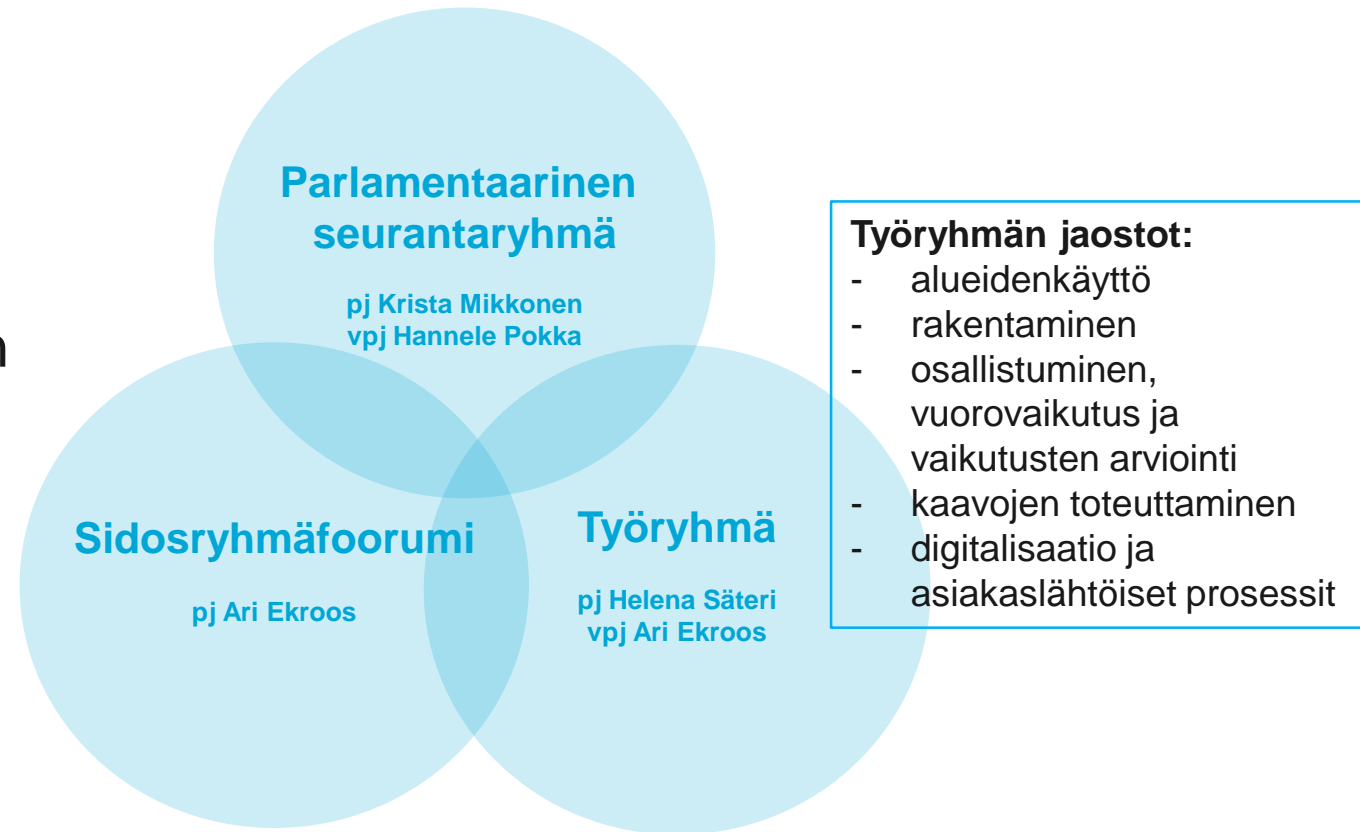 Parlamentaarinen
seurantaryhmä
pj Krista Mikkonen
vpj Hannele Pokka
Sidosryhmäfoorumi
pj Ari Ekroos
Työryhmä
pj Helena Säteri
vpj Ari Ekroos
Työryhmän jaostot:
- alueidenkäyttö
- rakentaminen
- osallistuminen,
vuorovaikutus ja
vaikutusten arviointi
- kaavojen toteuttaminen
- digitalisaatio ja
asiakaslähtöiset prosessit